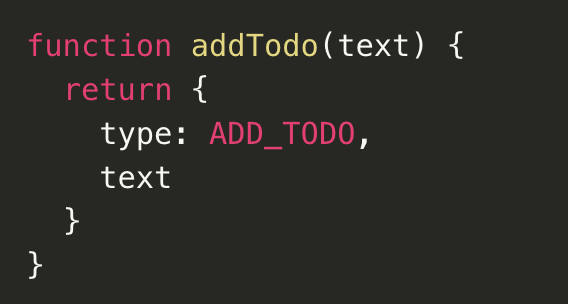 function addTodo(text) {
  return {
    type: ADD_TODO,
    text
  }
}